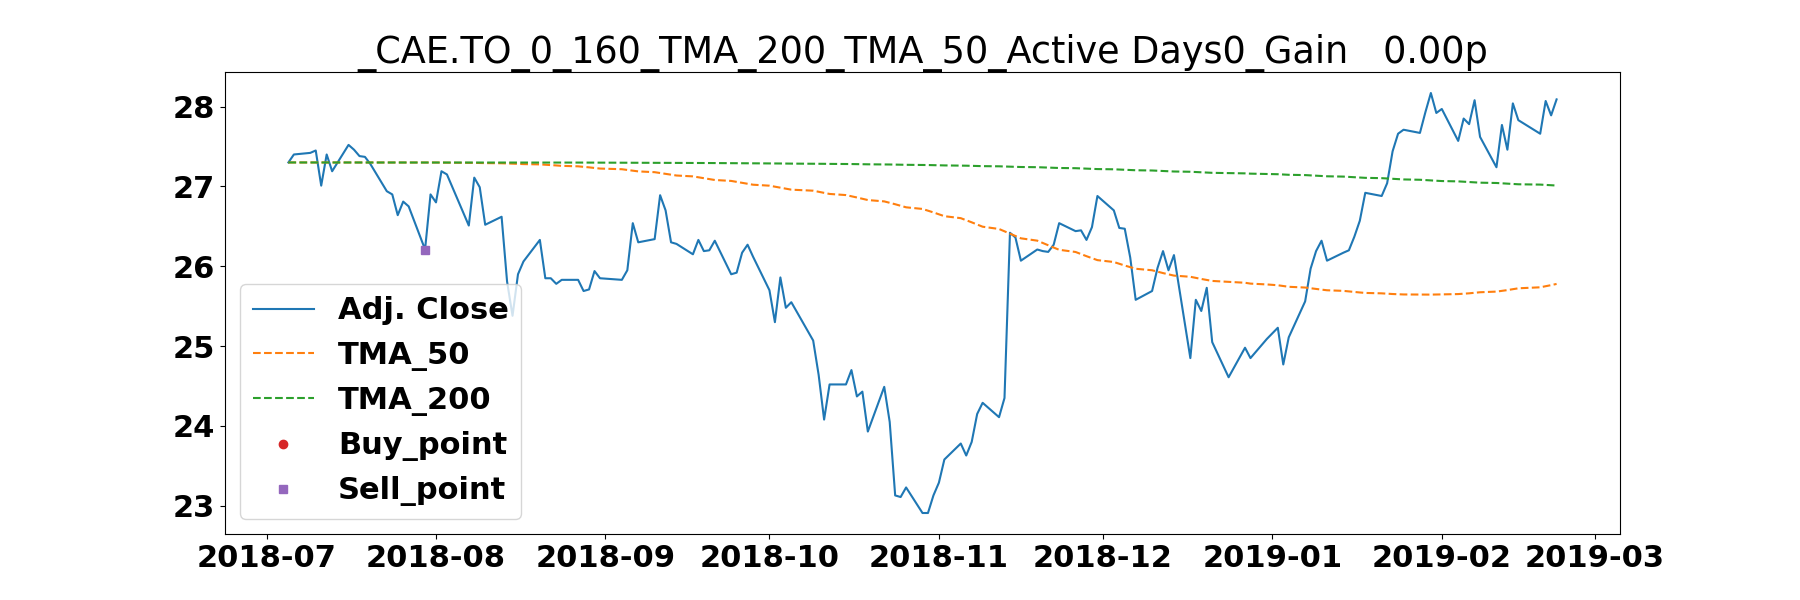 _CAE.TO_0_160_TMA_200_TMA_50_Active Days0_Gain   0.00p
28
27
26
25
24
23
Adj. Close
TMA_50
TMA_200
Buy_point
Sell_point
2018-07 2018-08 2018-09 2018-10 2018-11 2018-12 2019-01 2019-02 2019-03